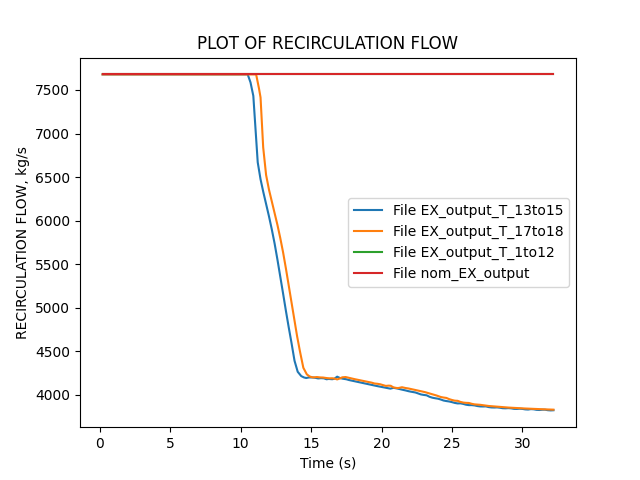 PLOT OF RECIRCULATION FLOW
RECIRCULATION FLOW, kg/s
7500
7000
6500
6000
5500
5000
4500
4000
File EX_output_T_13to15
File EX_output_T_17to18
File EX_output_T_1to12
File nom_EX_output
0 5 10 15 20 25 30
Time (s)